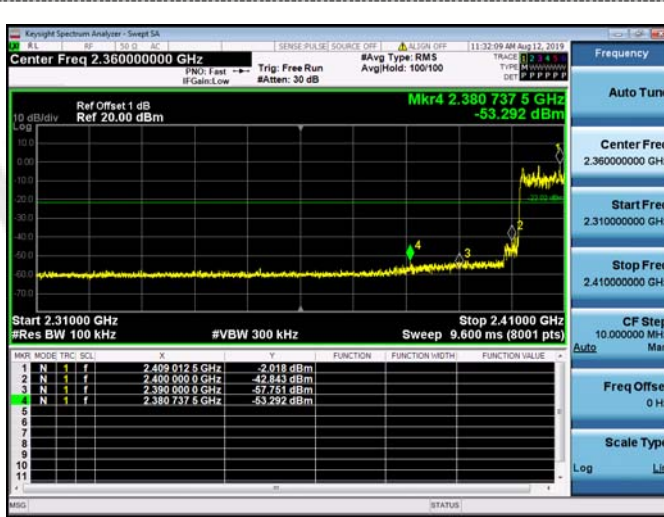 Keysight Spectrum Analyzer - Swept SA
RL RF 50 Ω AC SENSE:PULSE SOURCE OFF ALIGN OFF 11:32:09 AM Aug 12, 2019
Center Freq 2.360000000 GHz
PNO: Fast
IFGain:Low
Trig: Free Run
#Atten: 30 dB
#Avg Type: RMS
Avg|Hold: 100/100
TRACE 1 2 3 4 5
TYPE M W W W W W
DET P P P P P P
Frequency
Auto Tune
Center Freq
2.360000000 GHz
Start Freq
2.310000000 GHz
Stop Freq
2.410000000 GHz
CF Step
10.000000 MHz
Auto Man
Freq Offset
0 Hz
Scale Type
Log Lin
Mkr4 2.380 737 5 GHz
-53.292 dBm
Ref Offset 1 dB
10 dB/div Ref 20.00 dBm
Log
10.0
0.00
-10.0
-20.0
-30.0
-40.0
-50.0
-60.0
-70.0
-22.02 dBm
1
2
3
4
Start 2.31000 GHz Stop 2.41000 GHz
#Res BW 100 kHz #VBW 300 kHz Sweep 9.600 ms (8001 pts)
MKR MODE TRC SCL X Y FUNCTION FUNCTION WIDTH FUNCTION VALUE
1 N 1 f 2.409 012 5 GHz -2.018 dBm
2 N 1 f 2.400 000 0 GHz -42.843 dBm
3 N 1 f 2.390 000 0 GHz -57.751 dBm
4 N 1 f 2.380 737 5 GHz -53.292 dBm
5
6
7
8
9
10
11
MSG STATUS